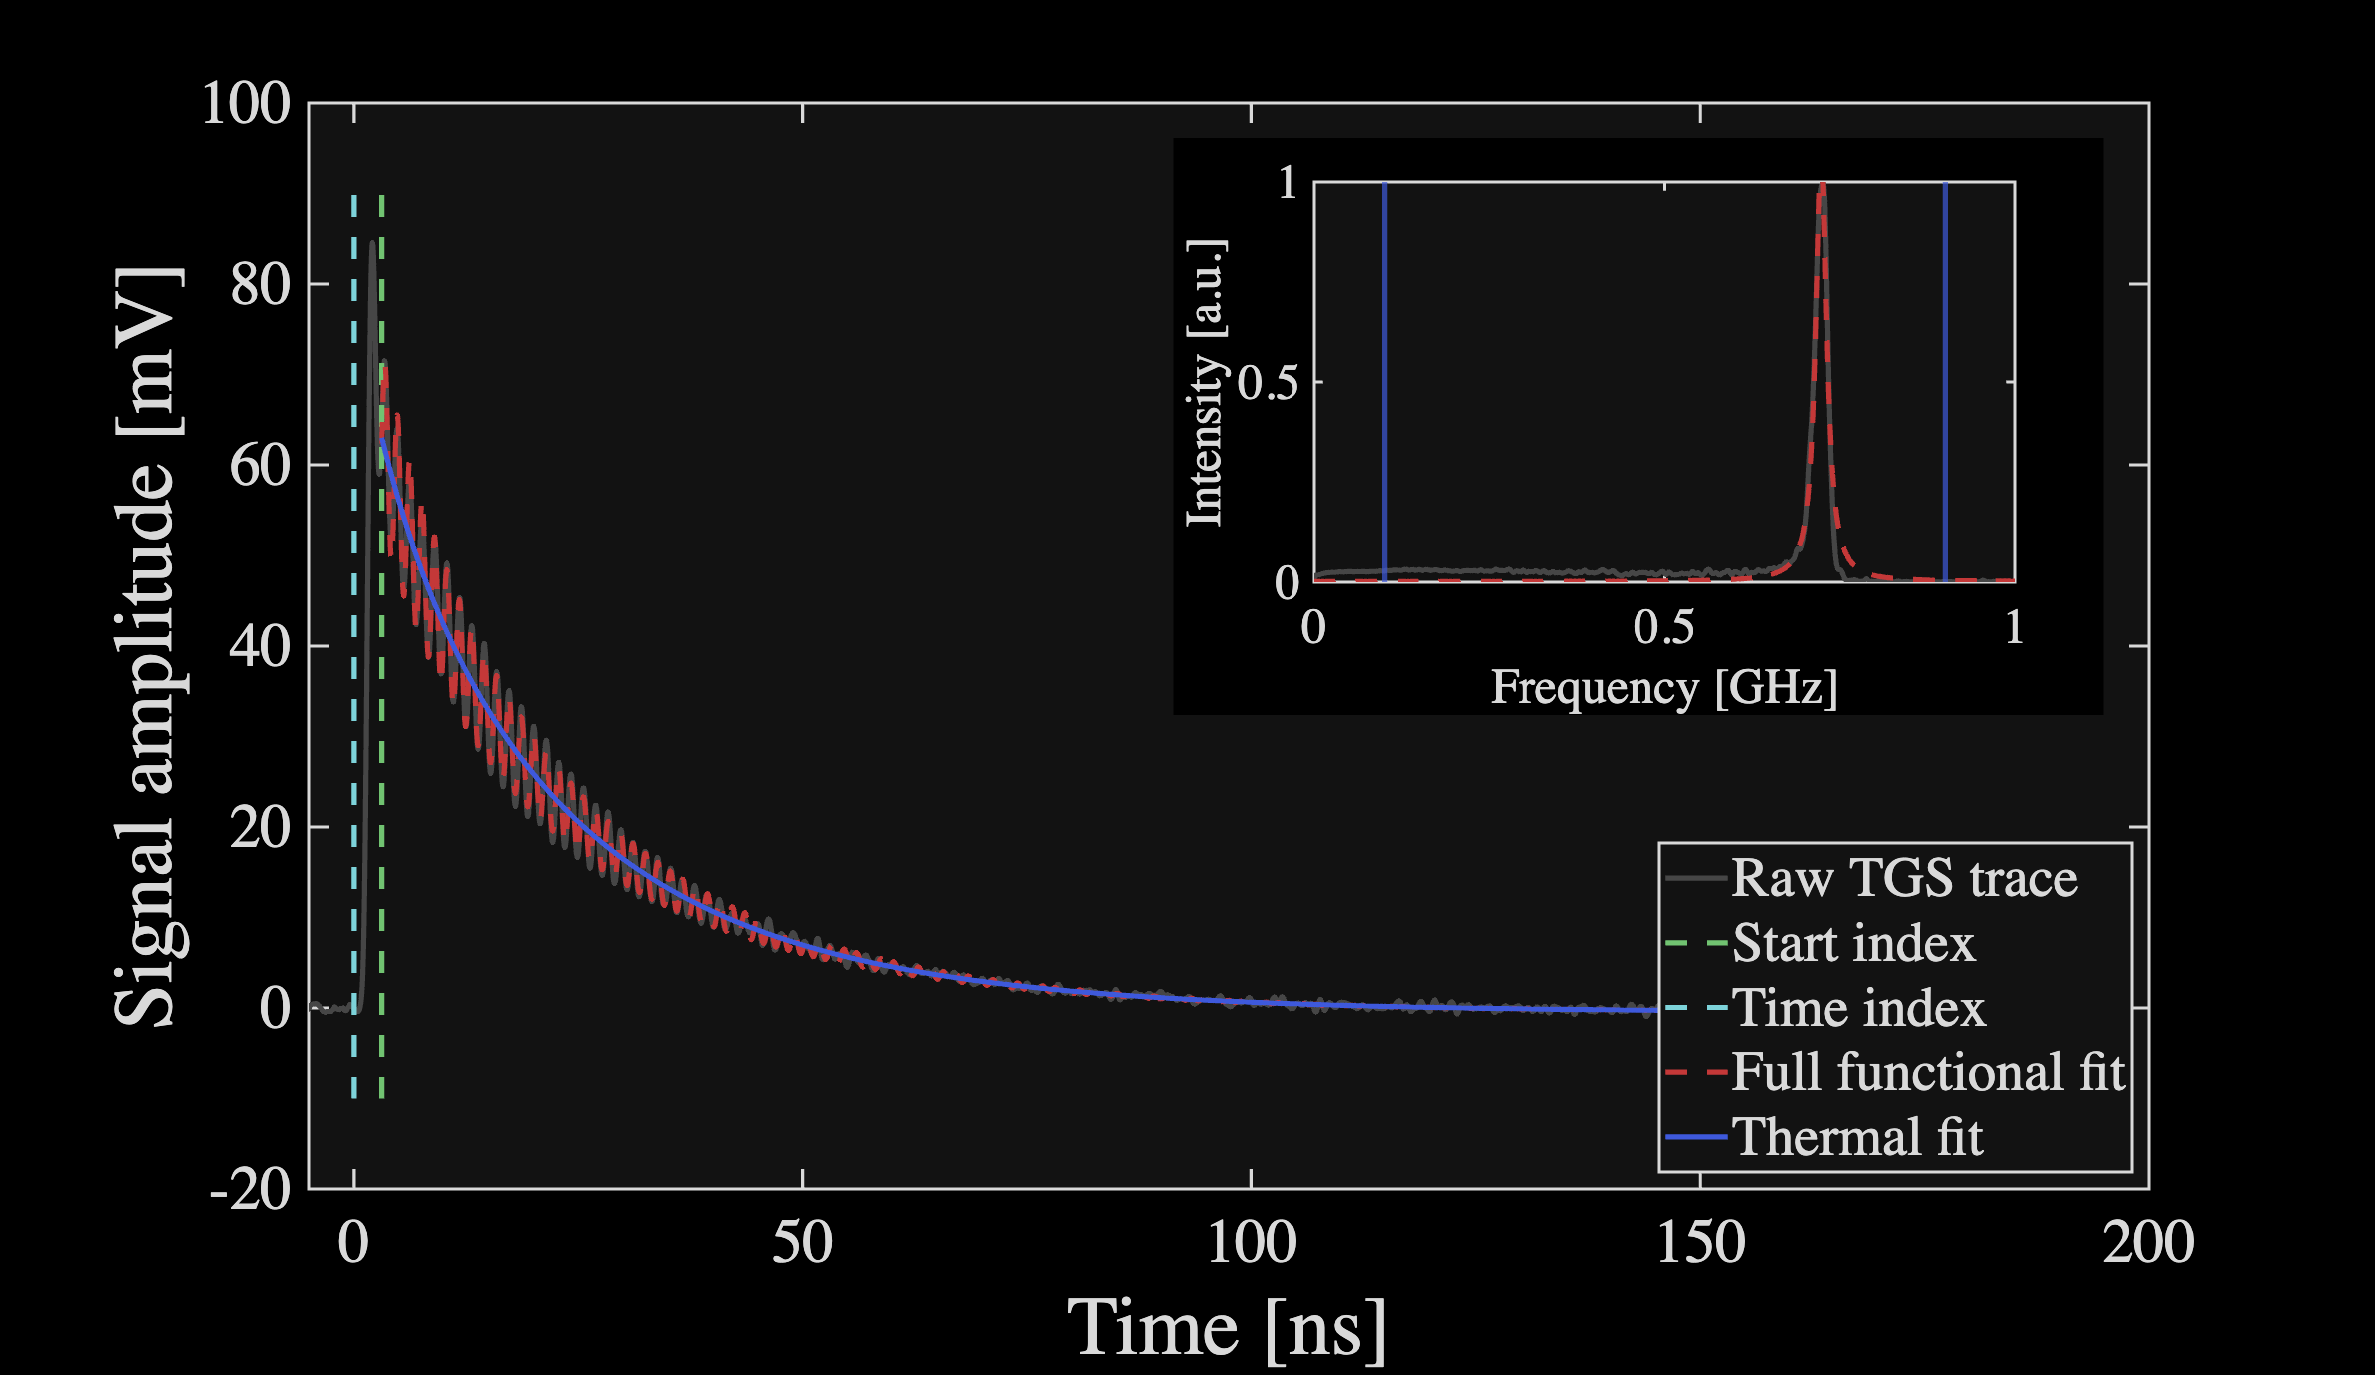 100
80
60
40
20
0
-20
Signal amplitude [mV]
0
50
100
150
200
Time [ns]
1
0.5
0
Intensity [a.u.]
0
0.5
1
Frequency [GHz]
Raw TGS trace
Start index
Time index
Full functional fit
Thermal fit